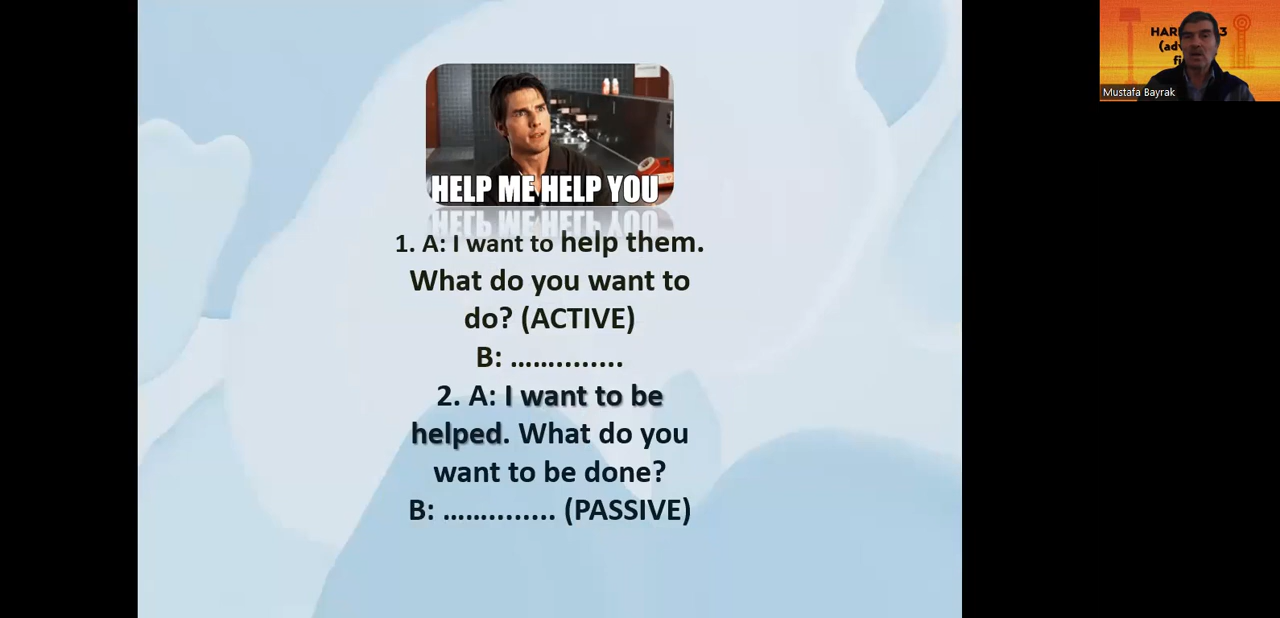 HELP ME HELP YOU
1. A: I want to help them.
What do you want to
do? (ACTIVE)
B: ..............
2. A: I want to be
helped. What do you
want to be done?
B: .............. (PASSIVE)
Mustafa Bayrak